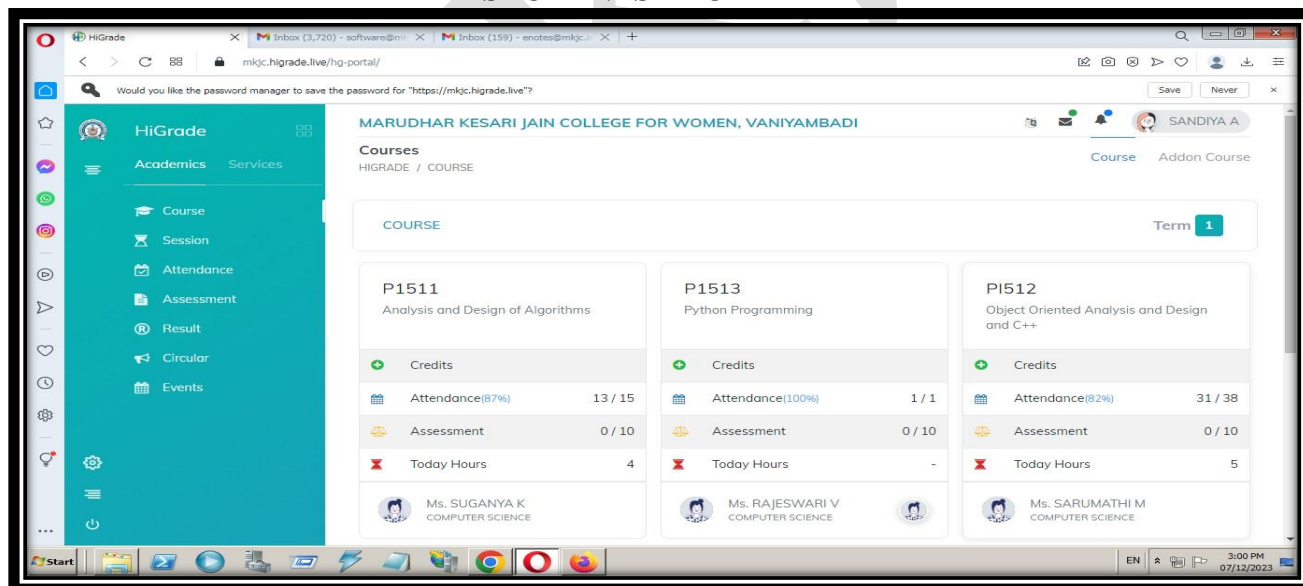 HiGrade
Inbox (3,720) - software@m
Inbox (159) - enotes@mkjc.i
mkjc.higrade.live/hg-portal/
Would you like the password manager to save the password for "https://mkjc.higrade.live"?
Save
Never
HiGrade
Academics
Services
Course
Session
Attendance
Assessment
Result
Circular
Events
MARUDHAR KESARI JAIN COLLEGE FOR WOMEN, VANIYAMBADI
SANDIYA A
Courses
HIGRADE / COURSE
Course
Addon Course
COURSE
Term 1
P1511
Analysis and Design of Algorithms
Credits
Attendance(87%) 13 / 15
Assessment 0 / 10
Today Hours 4
Ms. SUGANYA K
COMPUTER SCIENCE
P1513
Python Programming
Credits
Attendance(100%) 1 / 1
Assessment 0 / 10
Today Hours -
Ms. RAJESWARI V
COMPUTER SCIENCE
PI512
Object Oriented Analysis and Design
and C++
Credits
Attendance(82%) 31 / 38
Assessment 0 / 10
Today Hours 5
Ms. SARUMATHI M
COMPUTER SCIENCE
Start
EN
3:00 PM
07/12/2023